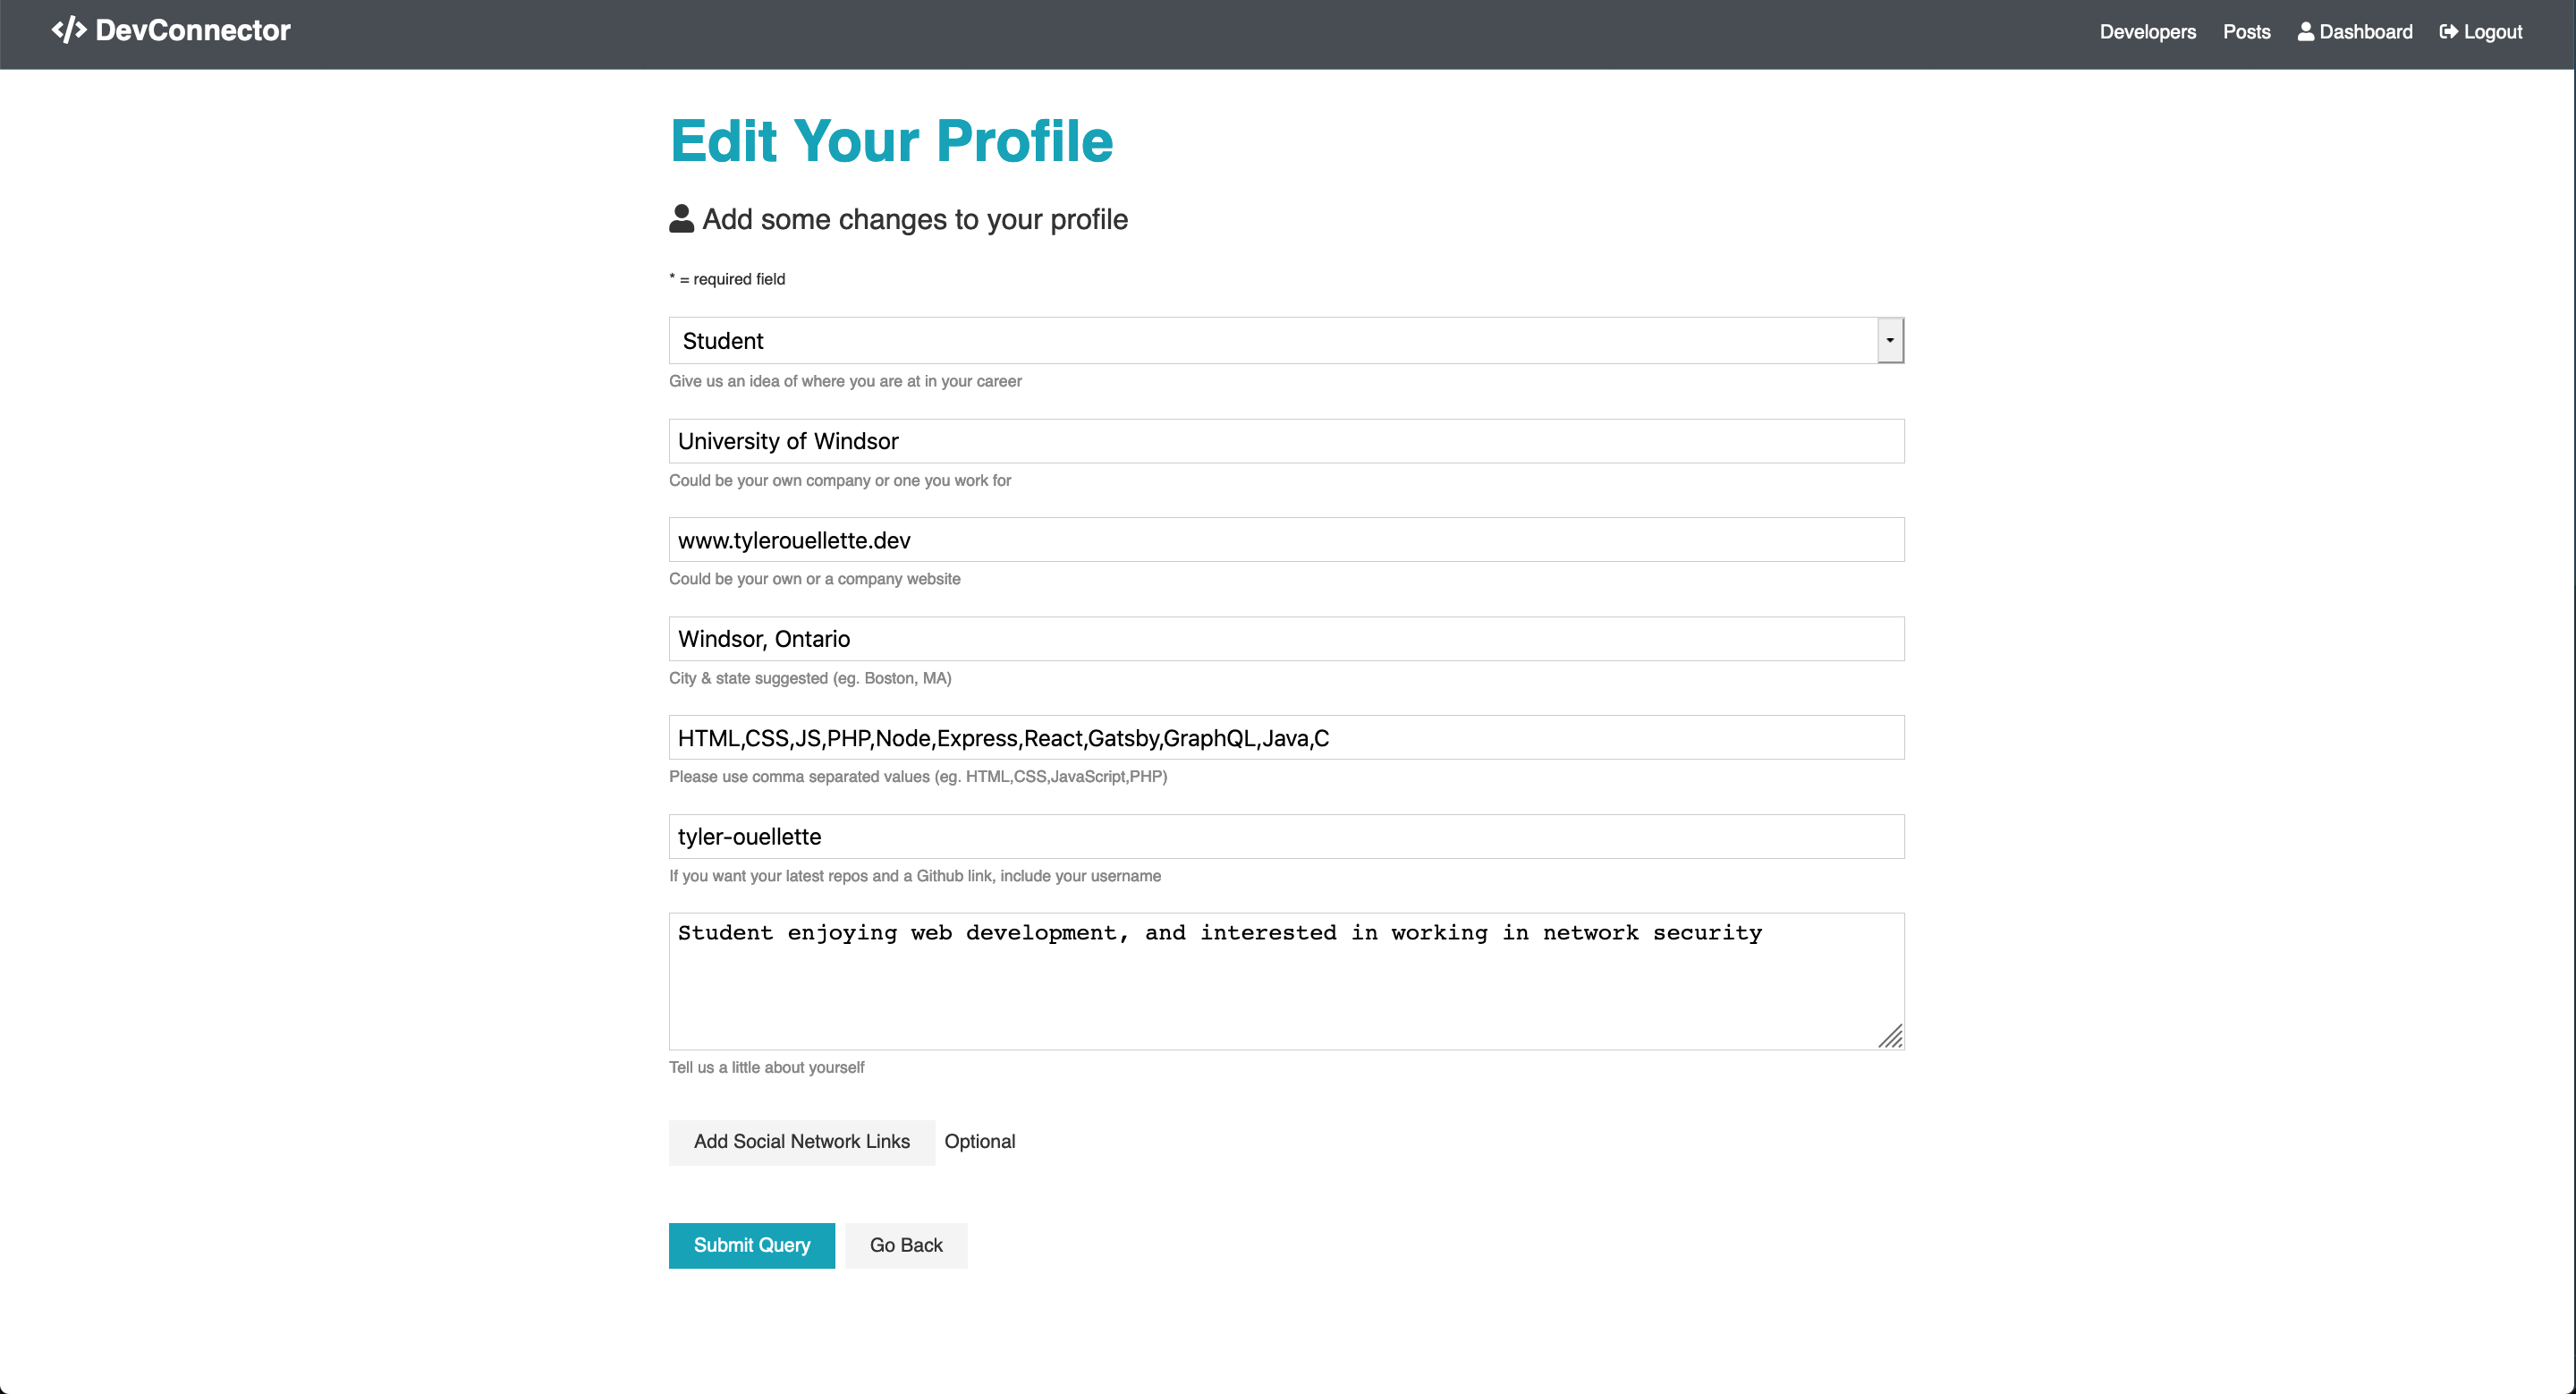 DevConnector
Developers Posts Dashboard Logout
Edit Your Profile
Add some changes to your profile
* = required field
Student
Give us an idea of where you are at in your career
University of Windsor
Could be your own company or one you work for
www.tylerouellette.dev
Could be your own or a company website
Windsor, Ontario
City & state suggested (eg. Boston, MA)
HTML,CSS,JS,PHP,Node,Express,React,Gatsby,GraphQL,Java,C
Please use comma separated values (eg. HTML,CSS,JavaScript,PHP)
tyler-ouellette
If you want your latest repos and a Github link, include your username
Student enjoying web development, and interested in working in network security
Tell us a little about yourself
Add Social Network Links Optional
Submit Query Go Back